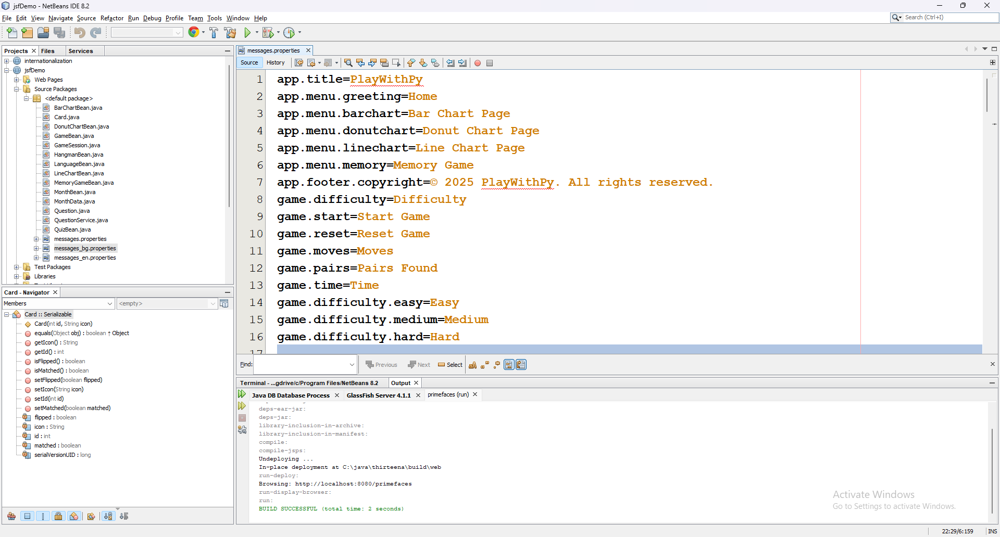 jsfDemo - NetBeans IDE 8.2
File Edit View Navigate Source Refactor Run Debug Profile Team Tools Window Help
Search (Ctrl+I)
Projects Files Services
internationalization
jsfDemo
Web Pages
Source Packages
<default package>
BarChartBean.java
Card.java
DonutChartBean.java
GameBean.java
GameSession.java
HangmanBean.java
LanguageBean.java
LineChartBean.java
MemoryGameBean.java
MonthBean.java
MonthData.java
Question.java
QuestionService.java
QuizBean.java
messages.properties
messages_bg.properties
messages_en.properties
Test Packages
Libraries
Card - Navigator
Members
<empty>
Card :: Serializable
Card(int id, String icon)
equals(Object obj) : boolean ↑ Object
getIcon() : String
getId() : int
isFlipped() : boolean
isMatched() : boolean
setFlipped(boolean flipped)
setIcon(String icon)
setId(int id)
setMatched(boolean matched)
flipped : boolean
icon : String
id : int
matched : boolean
serialVersionUID : long
messages.properties
Source History
1 app.title=PlayWithPy
2 app.menu.greeting=Home
3 app.menu.barchart=Bar Chart Page
4 app.menu.donutchart=Donut Chart Page
5 app.menu.linechart=Line Chart Page
6 app.menu.memory=Memory Game
7 app.footer.copyright=© 2025 PlayWithPy. All rights reserved.
8 game.difficulty=Difficulty
9 game.start=Start Game
10 game.reset=Reset Game
11 game.moves=Moves
12 game.pairs=Pairs Found
13 game.time=Time
14 game.difficulty.easy=Easy
15 game.difficulty.medium=Medium
16 game.difficulty.hard=Hard
17
Find: Previous Next Select
Terminal - ...gdrive/c/Program Files/NetBeans 8.2 Output
Java DB Database Process GlassFish Server 4.1.1 primefaces (run)
deps-ear-jar:
deps-jar:
library-inclusion-in-archive:
library-inclusion-in-manifest:
compile:
compile-jsps:
Undeploying ...
In-place deployment at C:\java\thirteena\build\web
run-deploy:
Browsing: http://localhost:8080/primefaces
run-display-browser:
run:
BUILD SUCCESSFUL (total time: 2 seconds)
Activate Windows
Go to Settings to activate Windows.
22:29/6:159 INS